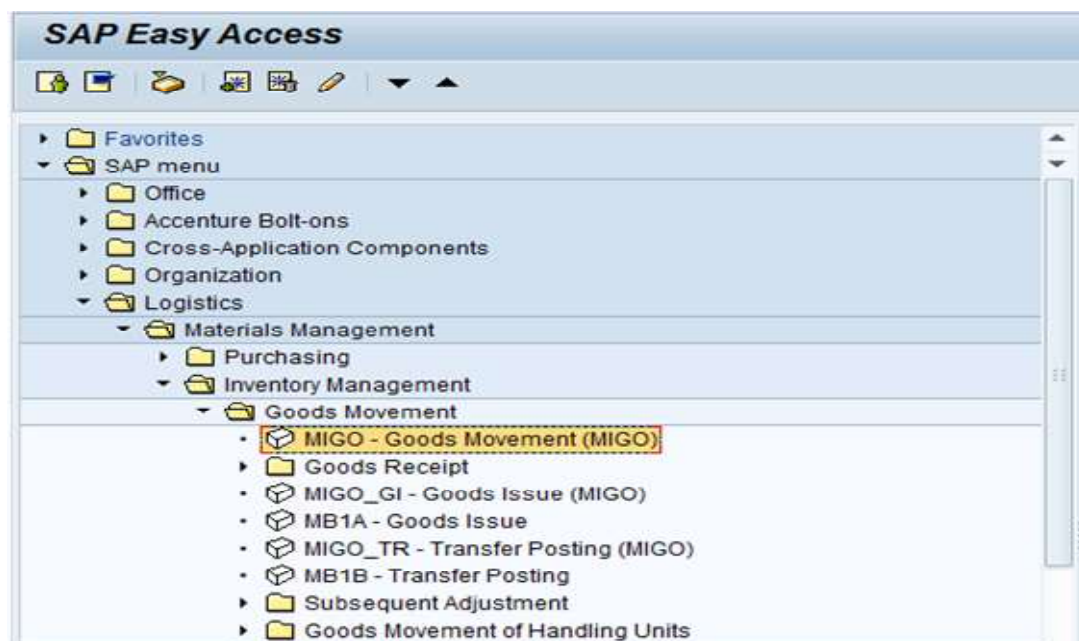 SAP Easy Access
Favorites
SAP menu
Office
Accenture Bolt-ons
Cross-Application Components
Organization
Logistics
Materials Management
Purchasing
Inventory Management
Goods Movement
MIGO - Goods Movement (MIGO)
Goods Receipt
MIGO_GI - Goods Issue (MIGO)
MB1A - Goods Issue
MIGO_TR - Transfer Posting (MIGO)
MB1B - Transfer Posting
Subsequent Adjustment
Goods Movement of Handling Units